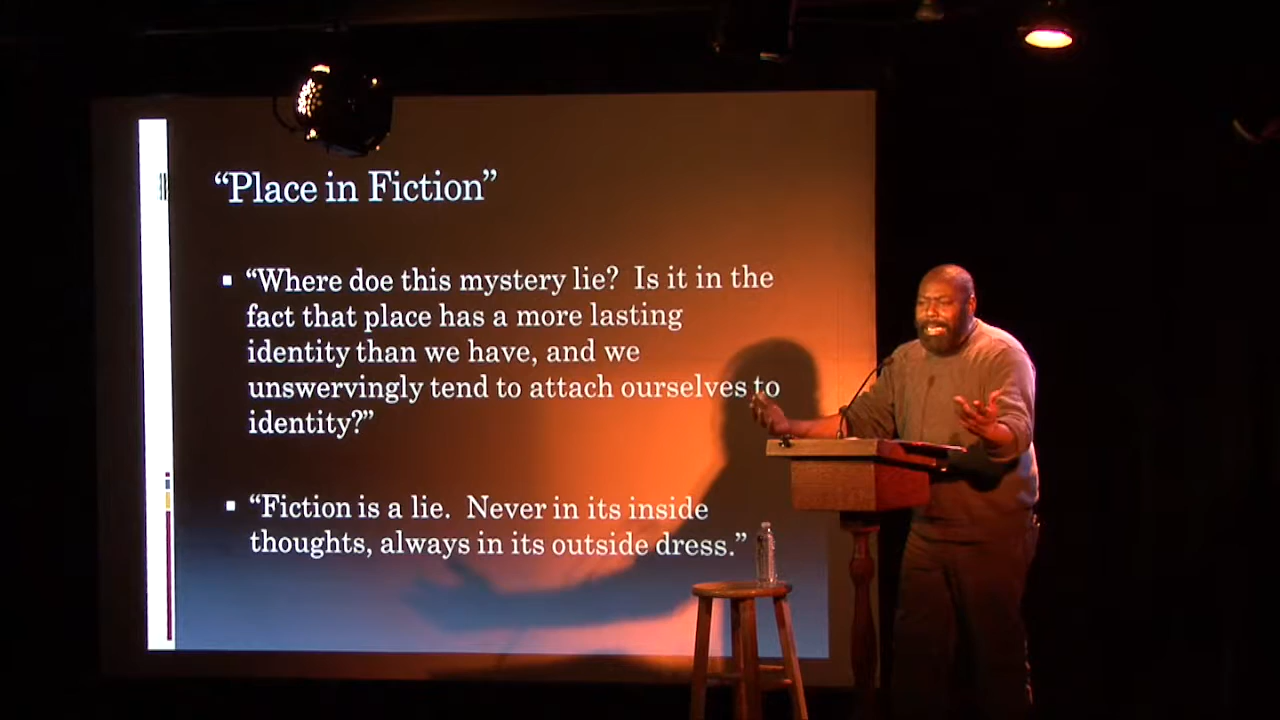 “Place in Fiction”
“Where doe this mystery lie?  Is it in the
fact that place has a more lasting
identity than we have, and we
unswervingly tend to attach ourselves to
identity?”
“Fiction is a lie.  Never in its inside
thoughts, always in its outside dress.”